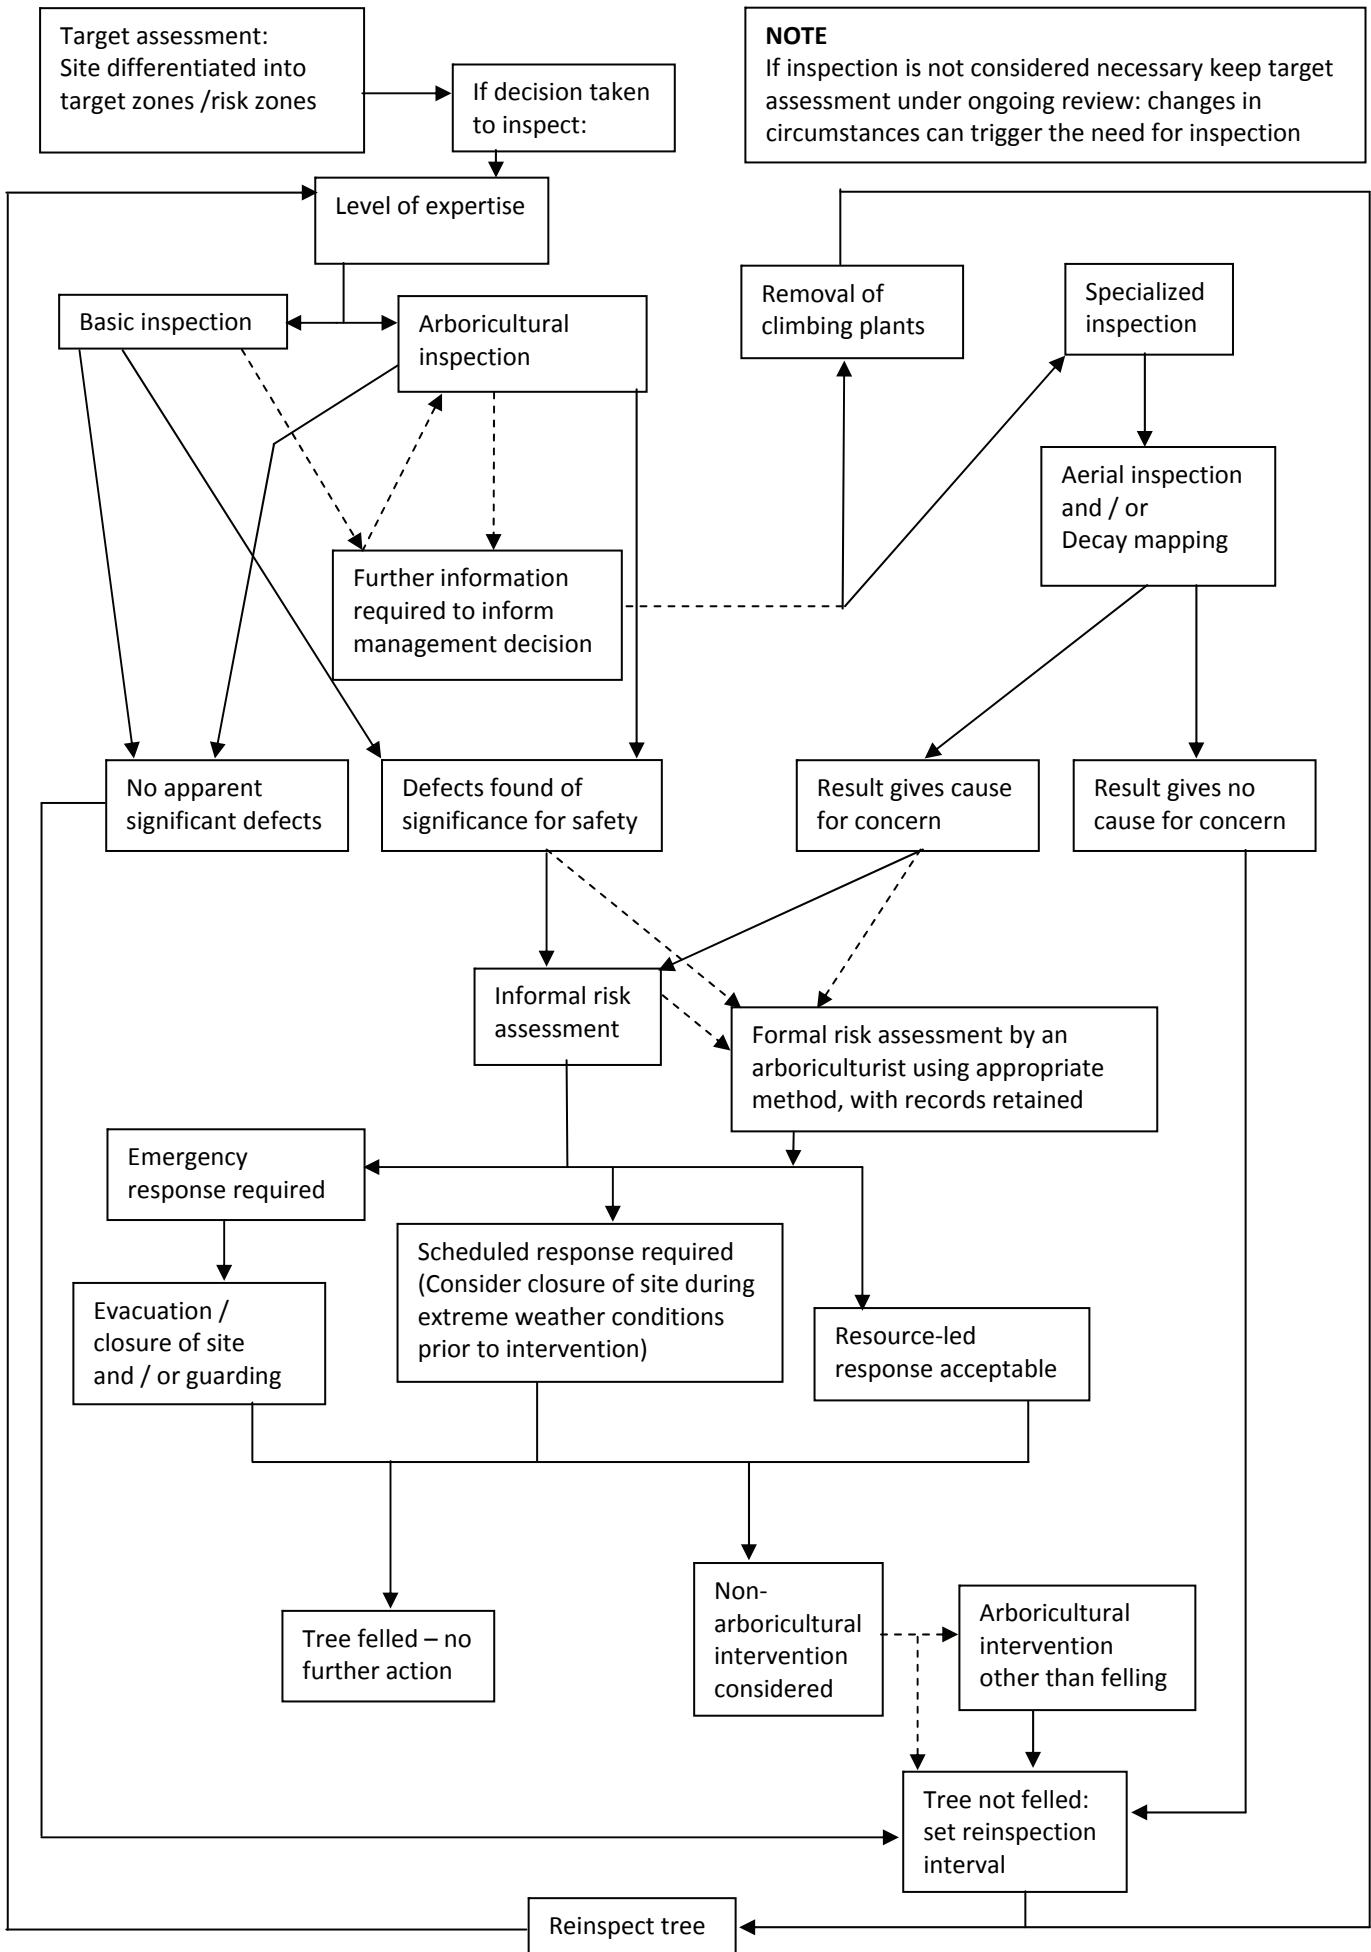 Target assessment:
Site differentiated into
target zones /risk zones
If decision taken
to inspect:
NOTE
If inspection is not considered necessary keep target
assessment under ongoing review: changes in
circumstances can trigger the need for inspection
Level of expertise
Basic inspection
Arboricultural
inspection
Removal of
climbing plants
Specialized
inspection
Aerial inspection
and / or
Decay mapping
Further information
required to inform
management decision
No apparent
significant defects
Defects found of
significance for safety
Result gives cause
for concern
Result gives no
cause for concern
Informal risk
assessment
Formal risk assessment by an
arboriculturist using appropriate
method, with records retained
Emergency
response required
Scheduled response required
(Consider closure of site during
extreme weather conditions
prior to intervention)
Evacuation /
closure of site
and / or guarding
Resource-led
response acceptable
Tree felled – no
further action
Non-
arboricultural
intervention
considered
Arboricultural
intervention
other than felling
Tree not felled:
set reinspection
interval
Reinspect tree